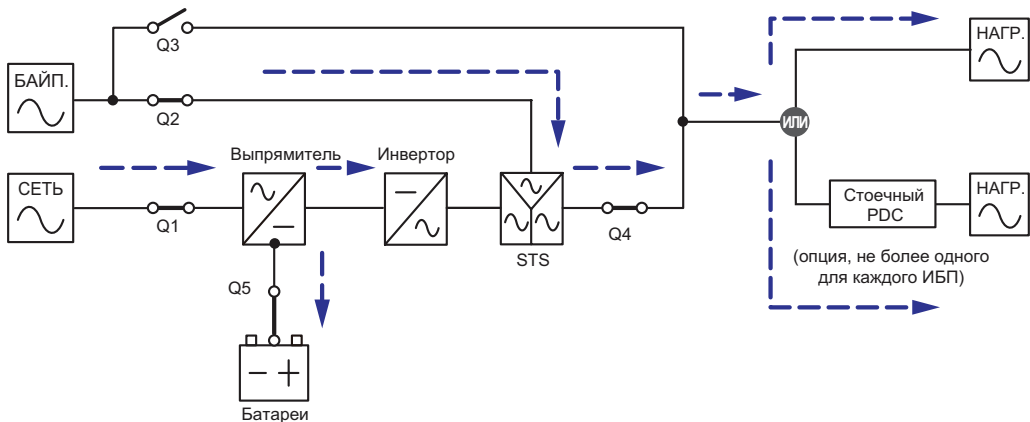 Q3
НАГР.
БАЙП.
Q2
ИЛИ
Выпрямитель
Инвертор
СЕТЬ
Q1
Q4
STS
Стоечный
PDC
НАГР.
(опция, не более одного
для каждого ИБП)
Q5
Батареи